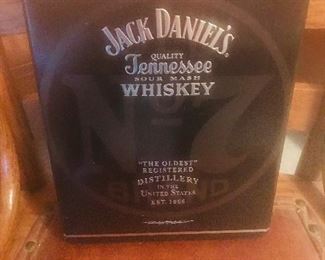 JACK DANIEL'S
QUALITY
Tennessee
SOUR MASH
WHISKEY
"THE OLDEST"
REGISTERED
DISTILLERY
IN THE
UNITED STATES
EST. 1866